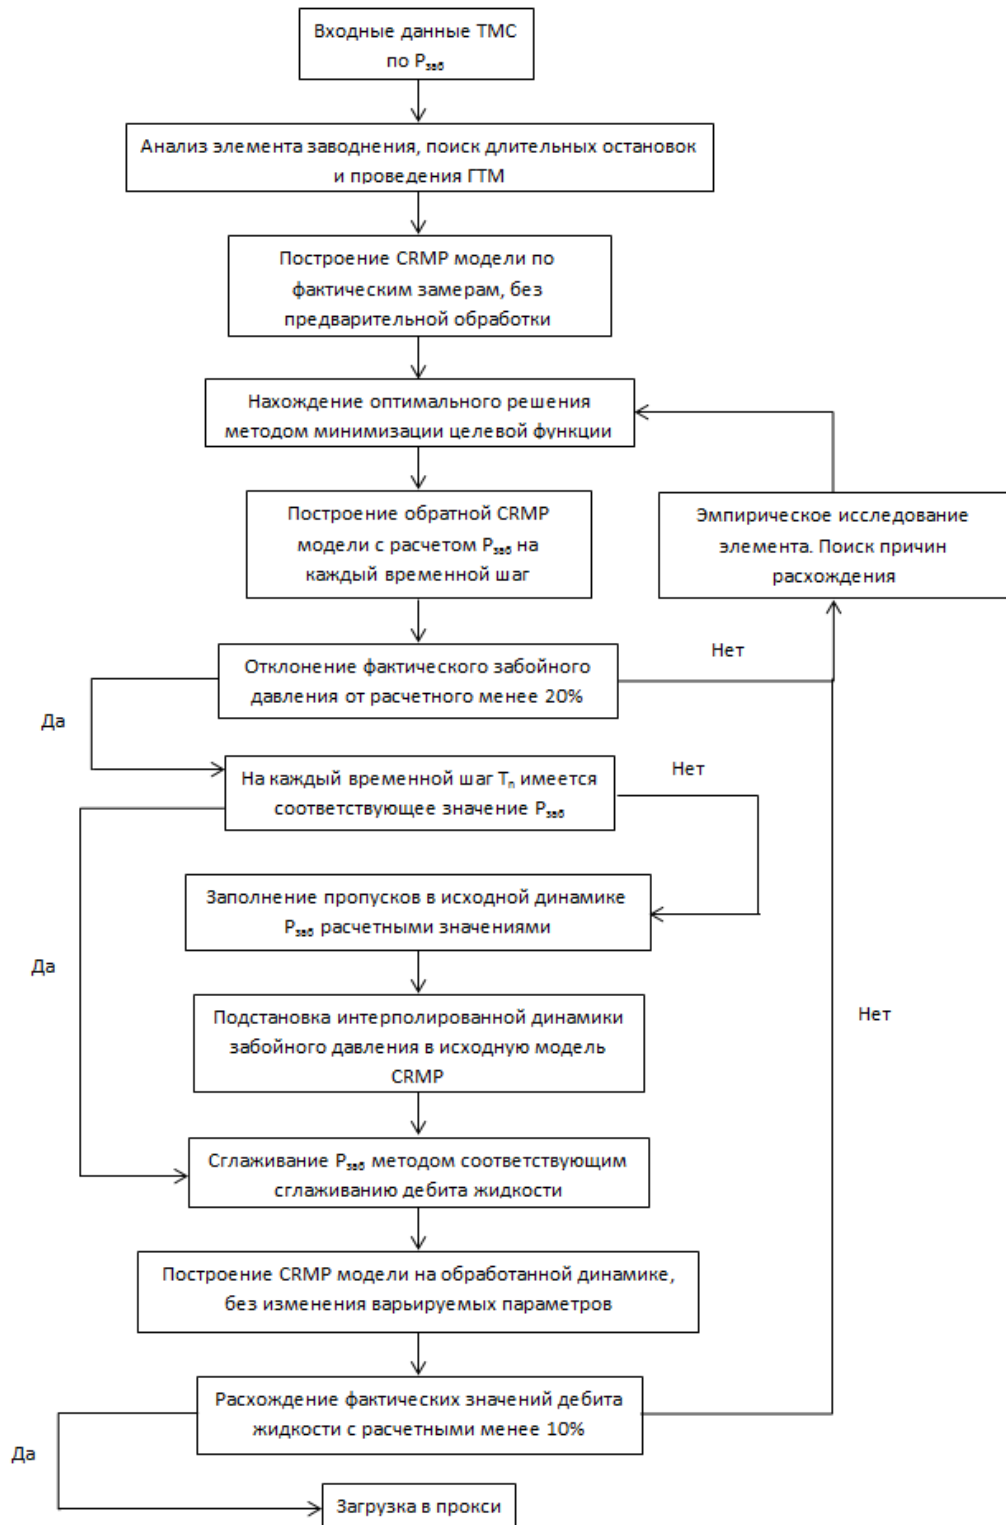 Входные данные ТМС
по Рзаб
Анализ элемента заводнения, поиск длительных остановок
и проведения ГТМ
Построение CRMP модели по
фактическим замерам, без
предварительной обработки
Нахождение оптимального решения
методом минимизации целевой функции
Построение обратной CRMP
модели с расчетом Рзаб на
каждый временной шаг
Эмпирическое исследование
элемента. Поиск причин
расхождения
Отклонение фактического забойного
давления от расчетного менее 20%
Нет
Да
На каждый временной шаг Tn имеется
соответствующее значение Рзаб
Нет
Заполнение пропусков в исходной динамике
Рзаб расчетными значениями
Да
Подстановка интерполированной динамики
забойного давления в исходную модель
CRMP
Нет
Сглаживание Рзаб методом соответствующим
сглаживанию дебита жидкости
Построение CRMP модели на обработанной динамике,
без изменения варьируемых параметров
Расхождение фактических значений дебита
жидкости с расчетными менее 10%
Да
Загрузка в прокси